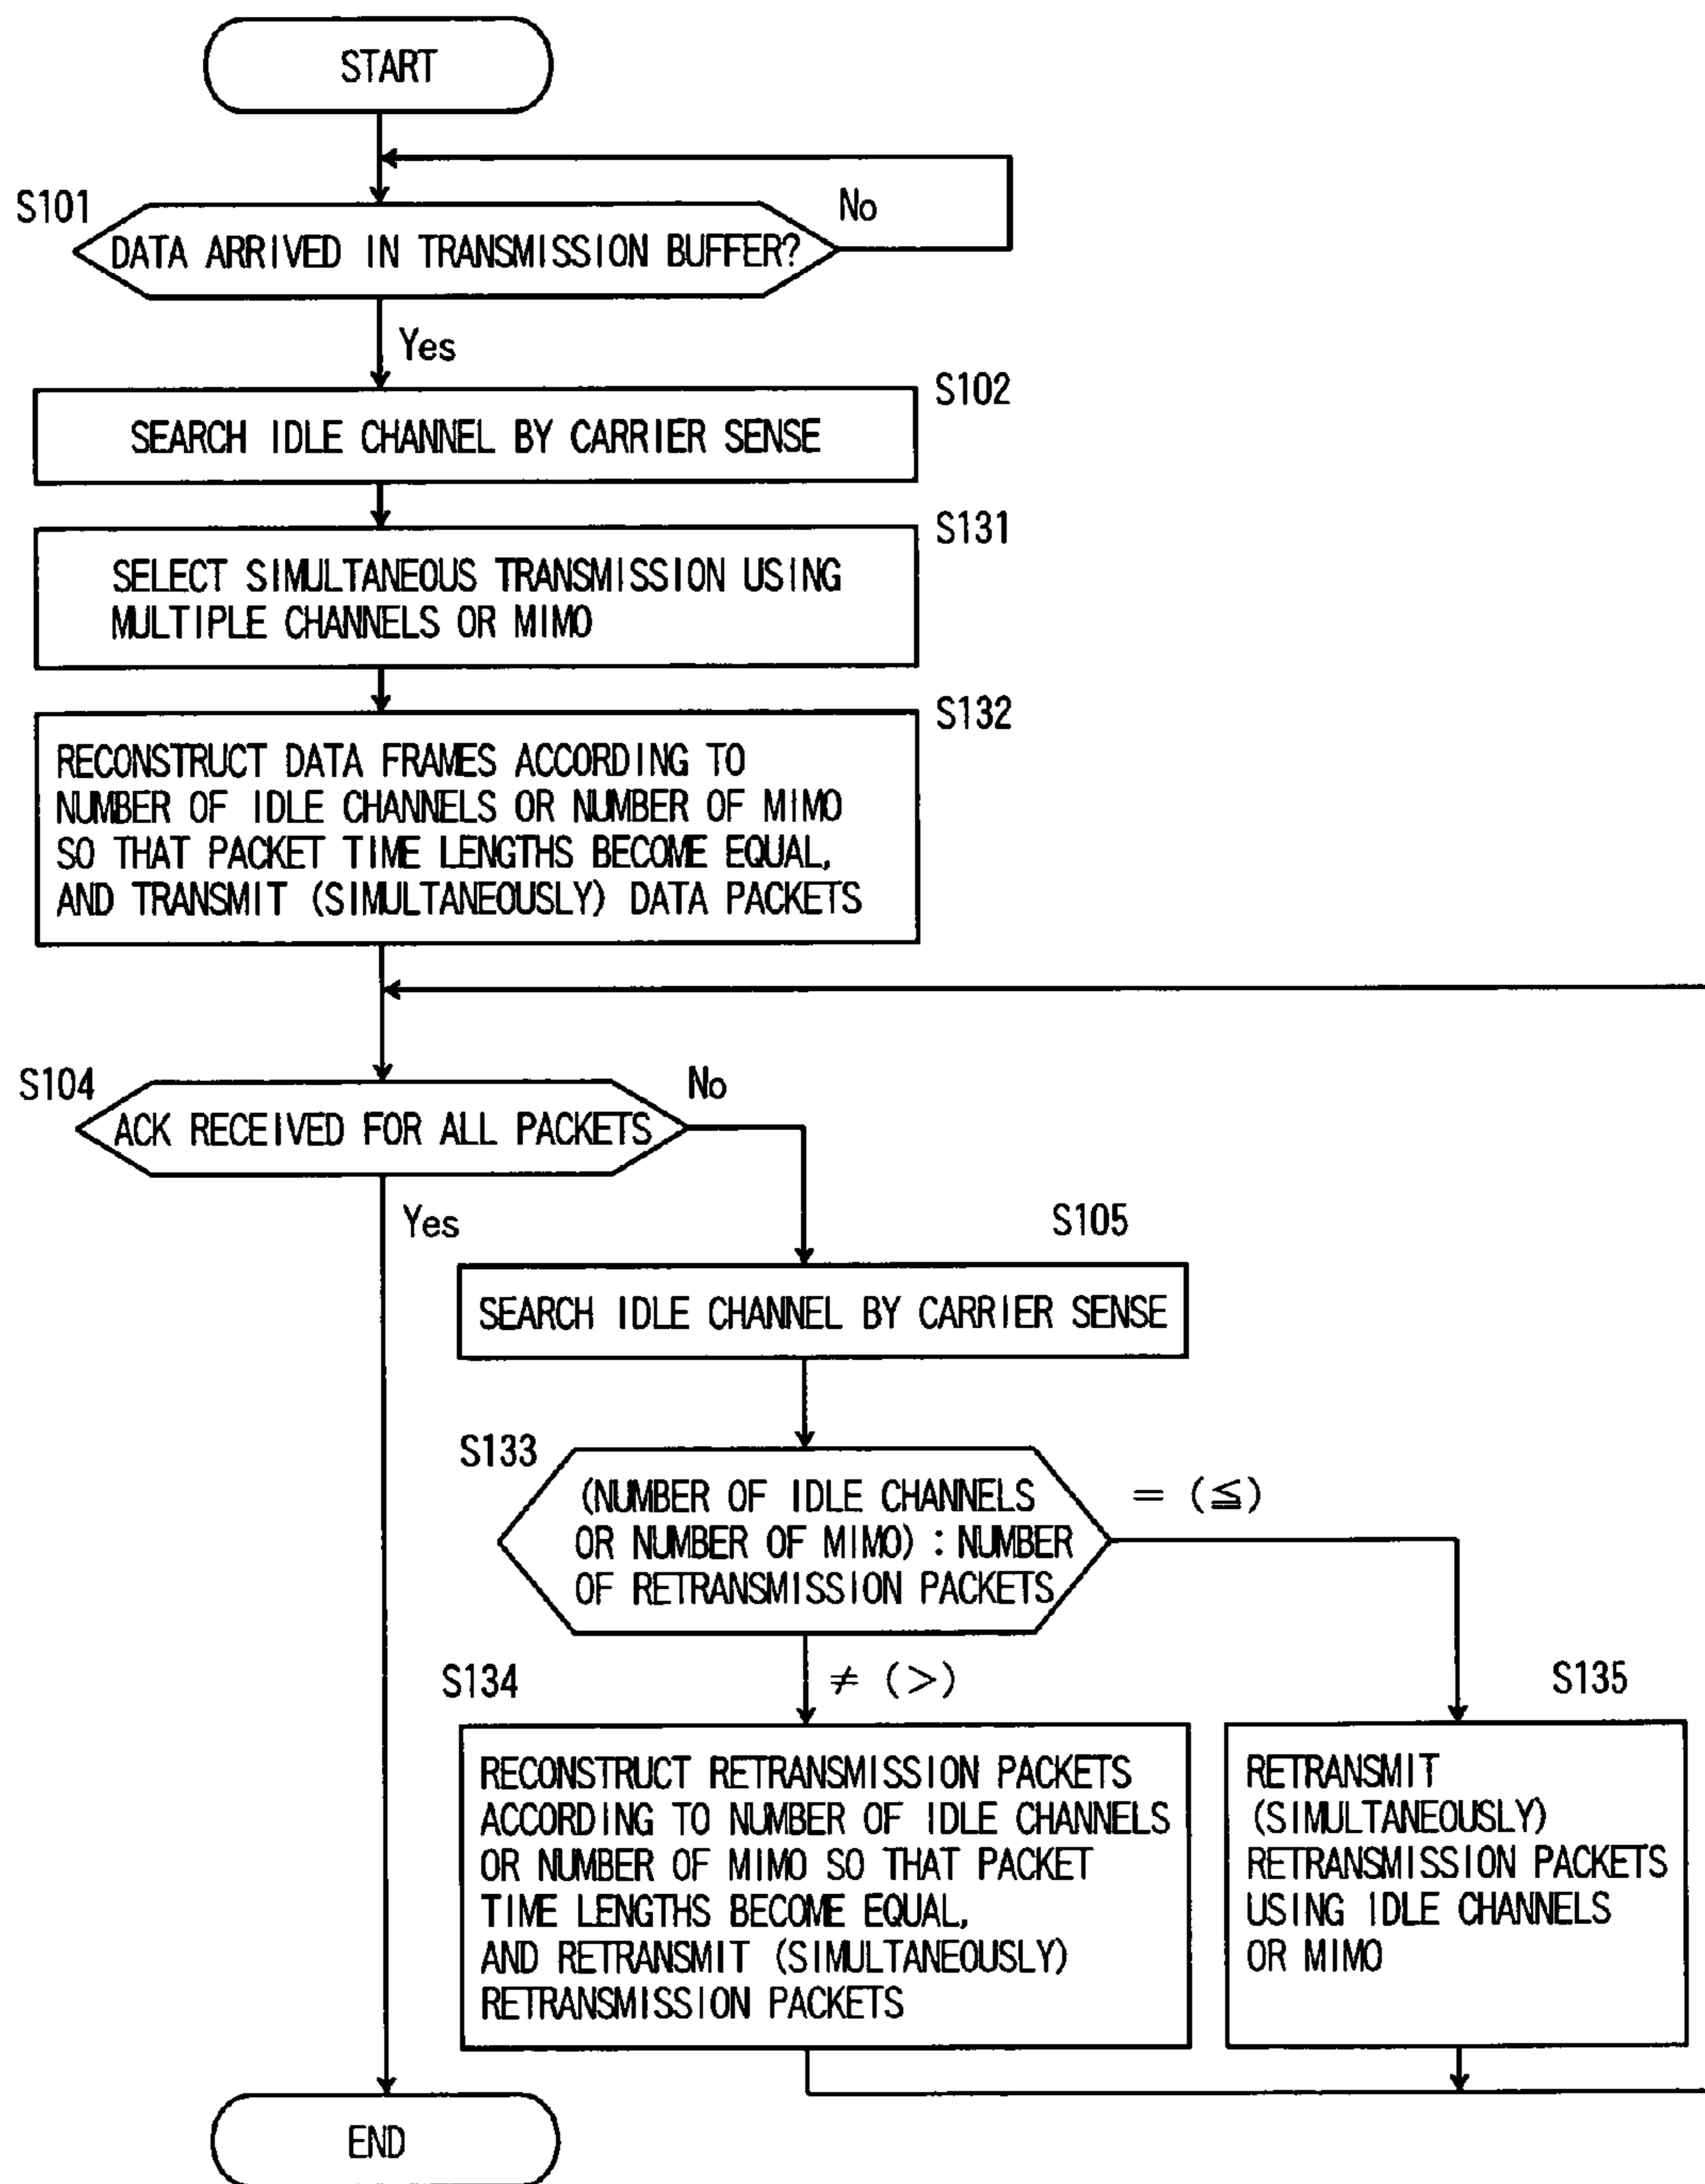 START
S101
No
DATA ARRIVED IN TRANSMISSION BUFFER?
Yes
S102
SEARCH IDLE CHANNEL BY CARRIER SENSE
S131
SELECT SIMULTANEOUS TRANSMISSION USING
MULTIPLE CHANNELS OR MIMO
S132
RECONSTRUCT DATA FRAMES ACCORDING TO
NUMBER OF IDLE CHANNELS OR NUMBER OF MIMO
SO THAT PACKET TIME LENGTHS BECOME EQUAL,
AND TRANSMIT (SIMULTANEOUSLY) DATA PACKETS
S104
No
ACK RECEIVED FOR ALL PACKETS
Yes
S105
SEARCH IDLE CHANNEL BY CARRIER SENSE
S133
(NUMBER OF IDLE CHANNELS
OR NUMBER OF MIMO) : NUMBER
OF RETRANSMISSION PACKETS
= (≦)
S134
≠ (>)
S135
RECONSTRUCT RETRANSMISSION PACKETS
ACCORDING TO NUMBER OF IDLE CHANNELS
OR NUMBER OF MIMO SO THAT PACKET
TIME LENGTHS BECOME EQUAL,
AND RETRANSMIT (SIMULTANEOUSLY)
RETRANSMISSION PACKETS
RETRANSMIT
(SIMULTANEOUSLY)
RETRANSMISSION PACKETS
USING IDLE CHANNELS
OR MIMO
END